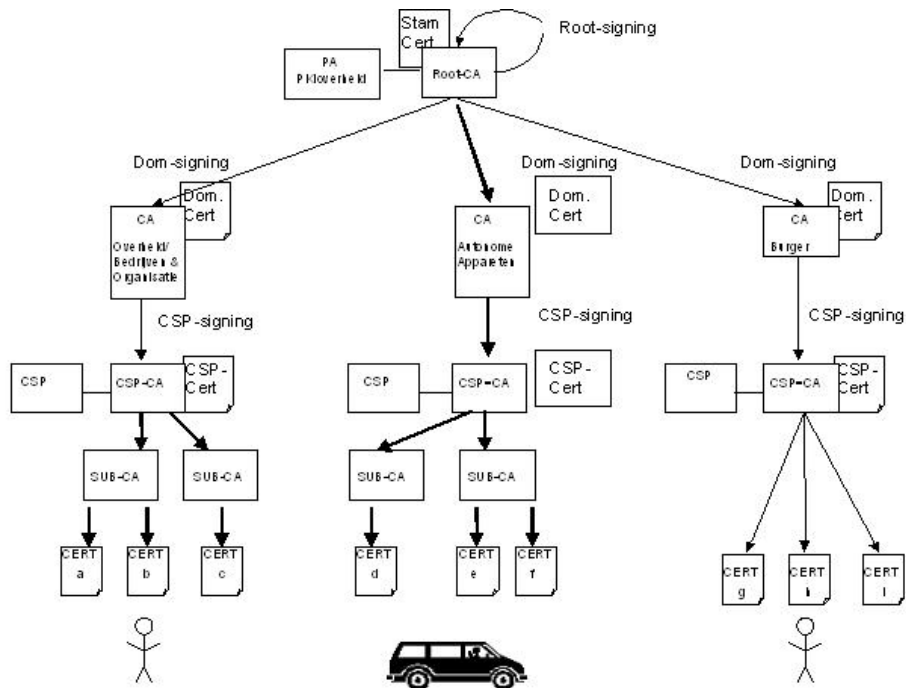 Stam
Cert
Root-signing
PA
PKIoverheid
Root-CA
Dom-signing
Dom-signing
Dom-signing
Dom.
Cert
Dom.
Cert
Dom.
Cert
CA
Overheid/
Bedrijven &
Organisatie
CA
Autonome
Apparaten
CA
Burger
CSP-signing
CSP-signing
CSP-signing
CSP
CSP-CA
CSP-
Cert
CSP
CSP-CA
CSP-
Cert
CSP
CSP-CA
CSP-
Cert
SUB-CA
SUB-CA
SUB-CA
SUB-CA
CERT
a
CERT
b
CERT
c
CERT
d
CERT
e
CERT
f
CERT
g
CERT
h
CERT
i